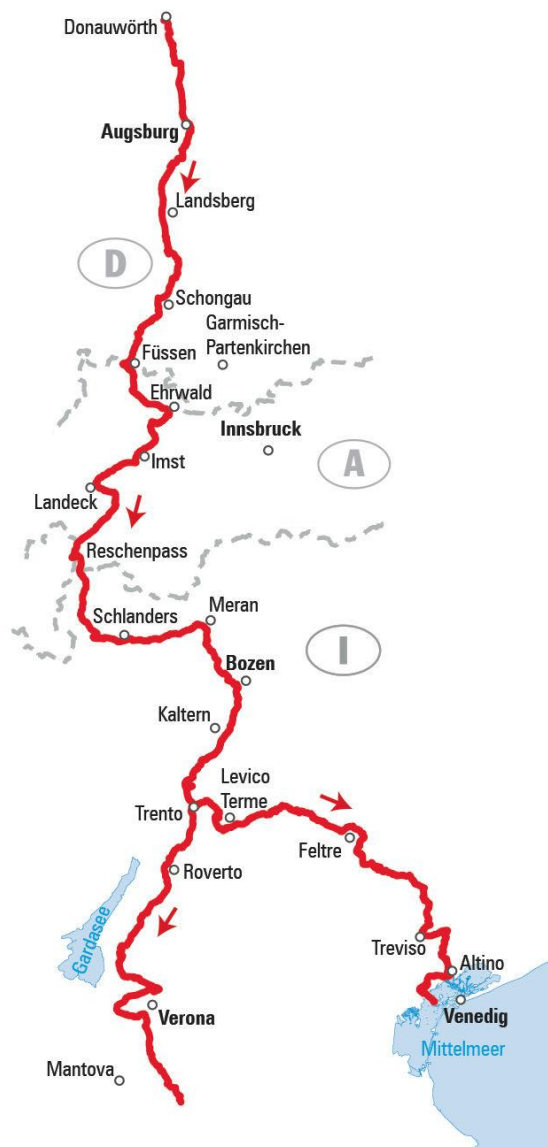 Donauwörth
Augsburg
Landsberg
D
Schongau
Garmisch-
Partenkirchen
Füssen
Ehrwald
Innsbruck
Imst
A
Landeck
Reschenpass
Schlanders
Meran
I
Bozen
Kaltern
Levico
Terme
Trento
Feltre
Roverto
Gardasee
Treviso
Altino
Verona
Venedig
Mittelmeer
Mantova